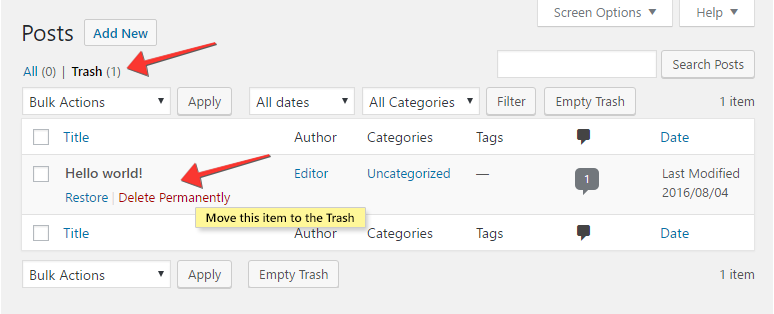 Screen Options ▼ Help ▼
Posts Add New
All (0) | Trash (1)
Search Posts
Bulk Actions Apply All dates All Categories Filter Empty Trash 1 item
Title Author Categories Tags Date
Hello world! Editor Uncategorized — 1 Last Modified
2016/08/04
Restore | Delete Permanently
Move this item to the Trash
Title Author Categories Tags Date
Bulk Actions Apply Empty Trash 1 item